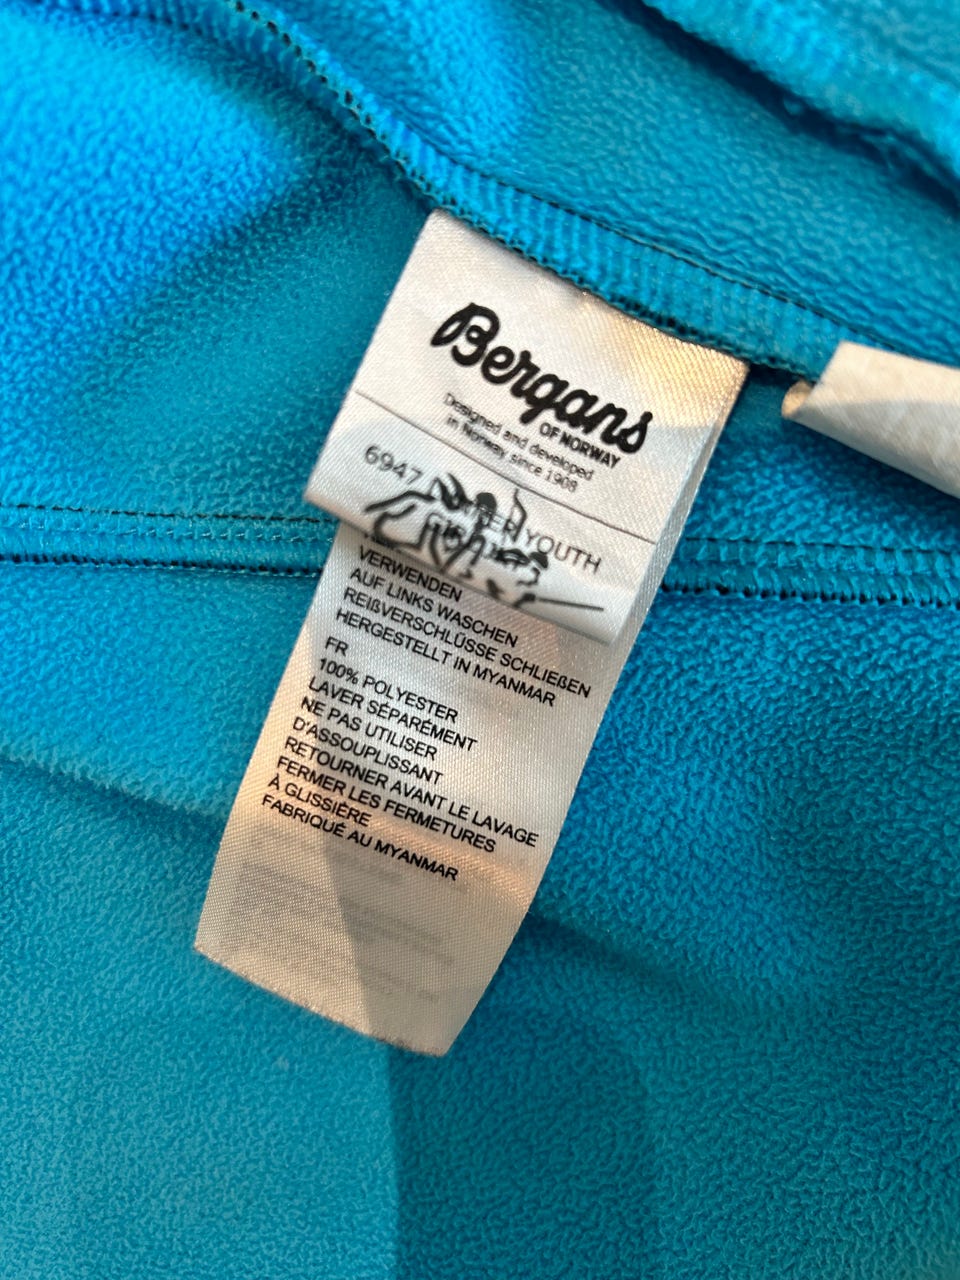 Bergans
OF NORWAY
Designed and developed
in Norway since 1908
6947 YOUTH
VERWENDEN
AUF LINKS WASCHEN
REIßVERSCHLÜSSE SCHLIEßEN
HERGESTELLT IN MYANMAR
FR
100% POLYESTER
LAVER SÉPARÉMENT
NE PAS UTILISER
D'ASSOUPLISSANT
RETOURNER AVANT LE LAVAGE
FERMER LES FERMETURES
À GLISSIÈRE
FABRIQUÉ AU MYANMAR